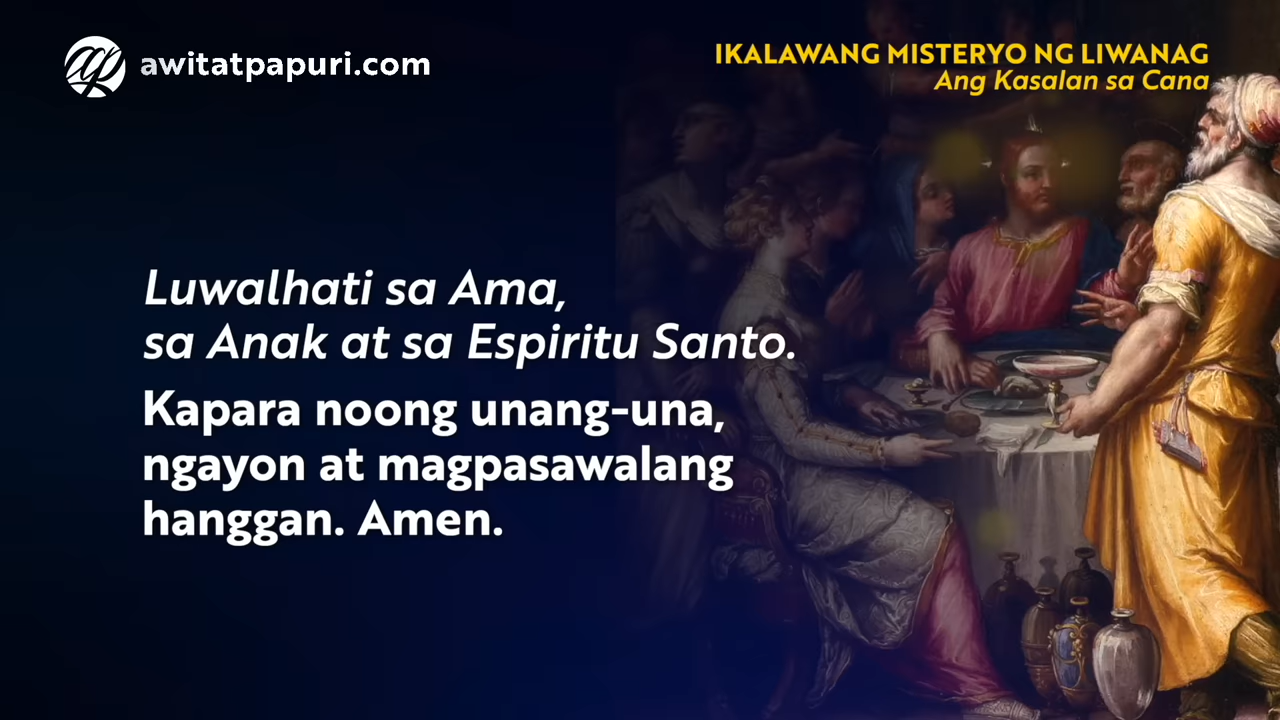 awitatpapuri.com
IKALAWANG MISTERYO NG LIWANAG
Ang Kasalan sa Cana
Luwalhati sa Ama,
sa Anak at sa Espiritu Santo.
Kapara noong unang-una,
ngayon at magpasawalang
hanggan. Amen.